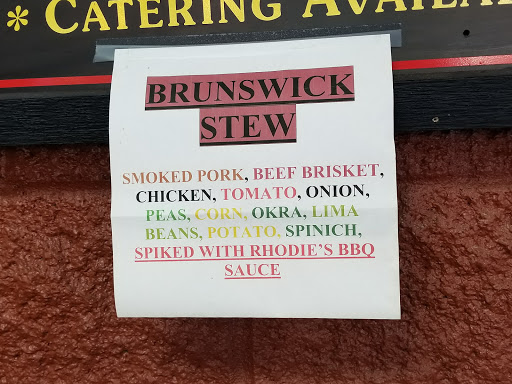 * CATERING AVAILA
BRUNSWICK
STEW
SMOKED PORK, BEEF BRISKET,
CHICKEN, TOMATO, ONION,
PEAS, CORN, OKRA, LIMA
BEANS, POTATO, SPINICH,
SPIKED WITH RHODIE'S BBQ
SAUCE